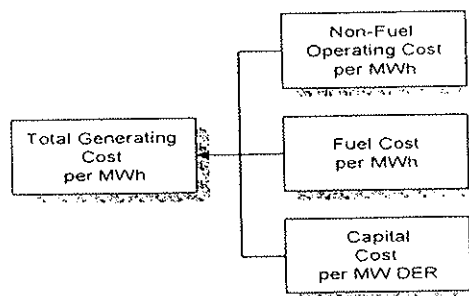 Non-Fuel
Operating Cost
per MWh
Total Generating
Cost
per MWh
Fuel Cost
per MWh
Capital
Cost
per MW DER